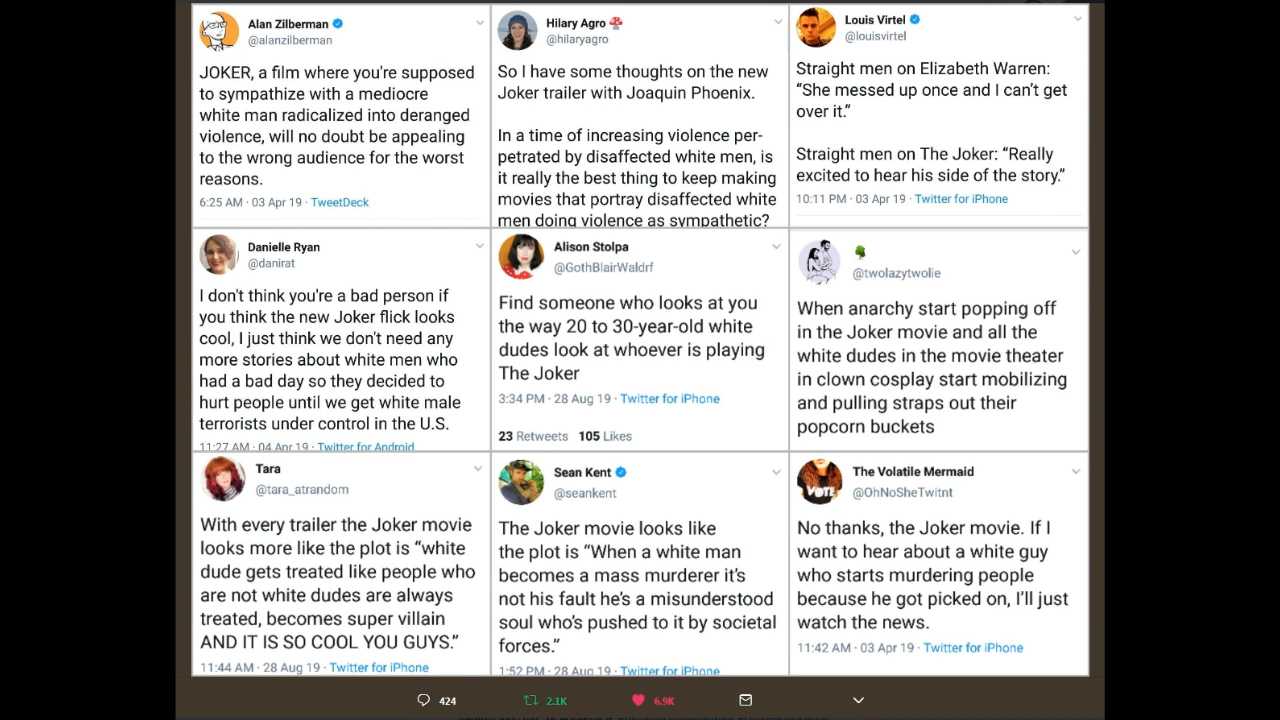 Alan Zilberman
@alanzilberman
JOKER, a film where you're supposed
to sympathize with a mediocre
white man radicalized into deranged
violence, will no doubt be appealing
to the wrong audience for the worst
reasons.
6:25 AM · 03 Apr 19 · TweetDeck
Hilary Agro 🍄
@hilaryagro
So I have some thoughts on the new
Joker trailer with Joaquin Phoenix.
In a time of increasing violence per-
petrated by disaffected white men, is
it really the best thing to keep making
movies that portray disaffected white
men doing violence as sympathetic?
Louis Virtel
@louisvirtel
Straight men on Elizabeth Warren:
“She messed up once and I can’t get
over it.”
Straight men on The Joker: “Really
excited to hear his side of the story.”
10:11 PM · 03 Apr 19 · Twitter for iPhone
Danielle Ryan
@danirat
I don't think you're a bad person if
you think the new Joker flick looks
cool, I just think we don't need any
more stories about white men who
had a bad day so they decided to
hurt people until we get white male
terrorists under control in the U.S.
11:27 AM · 04 Apr 19 · Twitter for Android
Alison Stolpa
@GothBlairWaldrf
Find someone who looks at you
the way 20 to 30-year-old white
dudes look at whoever is playing
The Joker
3:34 PM · 28 Aug 19 · Twitter for iPhone
23 Retweets 105 Likes
🌳
@twolazytwolie
When anarchy start popping off
in the Joker movie and all the
white dudes in the movie theater
in clown cosplay start mobilizing
and pulling straps out their
popcorn buckets
Tara
@tara_atrandom
With every trailer the Joker movie
looks more like the plot is “white
dude gets treated like people who
are not white dudes are always
treated, becomes super villain
AND IT IS SO COOL YOU GUYS.”
11:44 AM · 28 Aug 19 · Twitter for iPhone
Sean Kent
@seankent
The Joker movie looks like
the plot is “When a white man
becomes a mass murderer it’s
not his fault he’s a misunderstood
soul who’s pushed to it by societal
forces.”
1:52 PM · 28 Aug 19 · Twitter for iPhone
The Volatile Mermaid
@OhNoSheTwitnt
VOTE
No thanks, the Joker movie. If I
want to hear about a white guy
who starts murdering people
because he got picked on, I’ll just
watch the news.
11:42 AM · 03 Apr 19 · Twitter for iPhone
424 2.1K 6.9K